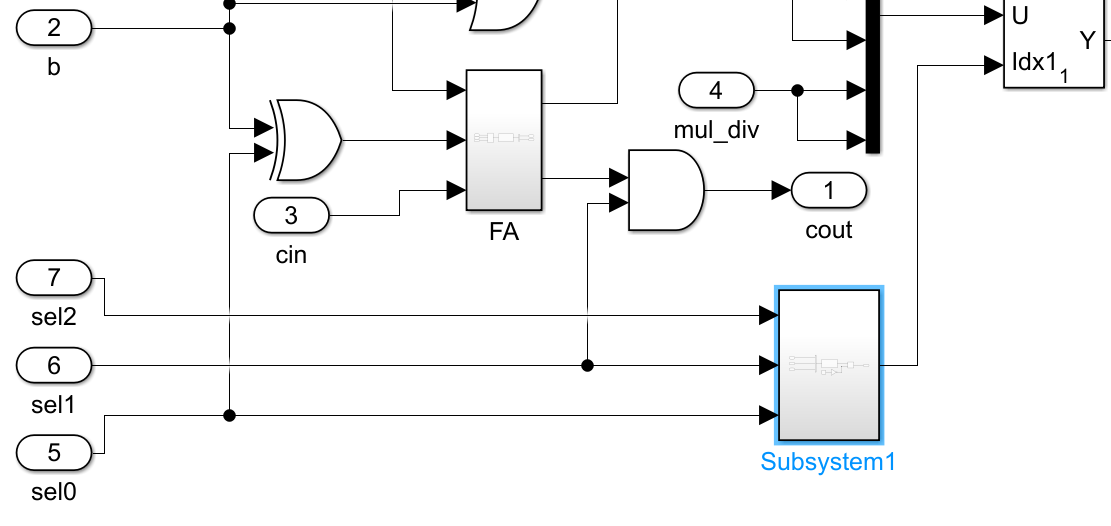 2
b
U
Y
Idx1 1
4
mul_div
3
cin
FA
1
cout
7
sel2
6
sel1
5
sel0
Subsystem1